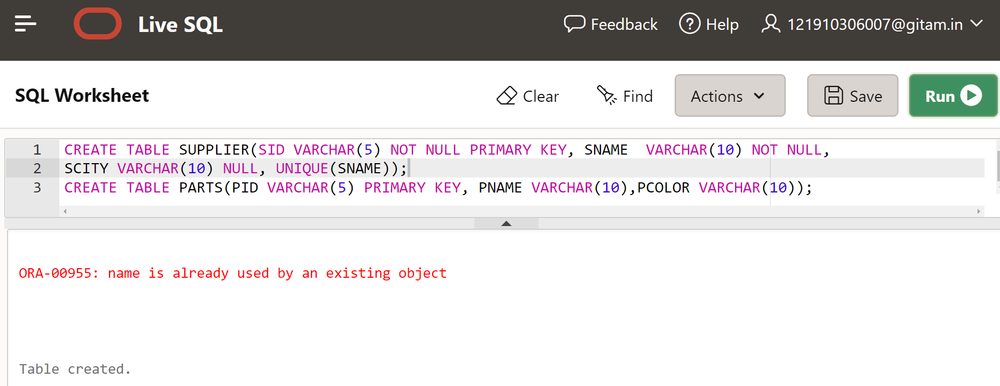 Live SQL
Feedback
? Help
121910306007@gitam.in
SQL Worksheet
Clear
Find
Actions
Save
Run
1 CREATE TABLE SUPPLIER(SID VARCHAR(5) NOT NULL PRIMARY KEY, SNAME  VARCHAR(10) NOT NULL,
2 SCITY VARCHAR(10) NULL, UNIQUE(SNAME));
3 CREATE TABLE PARTS(PID VARCHAR(5) PRIMARY KEY, PNAME VARCHAR(10),PCOLOR VARCHAR(10));
ORA-00955: name is already used by an existing object
Table created.